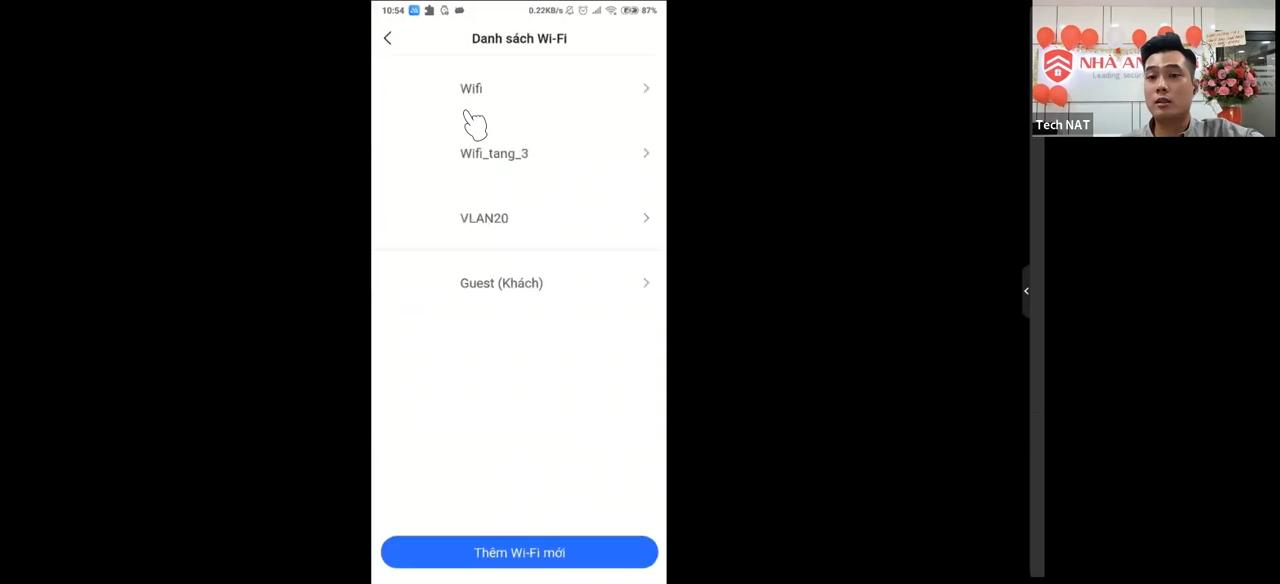 10:54
0.22KB/s
87%
Danh sách Wi-Fi
Wifi
Wifi_tang_3
VLAN20
Guest (Khách)
Thêm Wi-Fi mới
NHÀ AN
Leading secu
Tech NAT